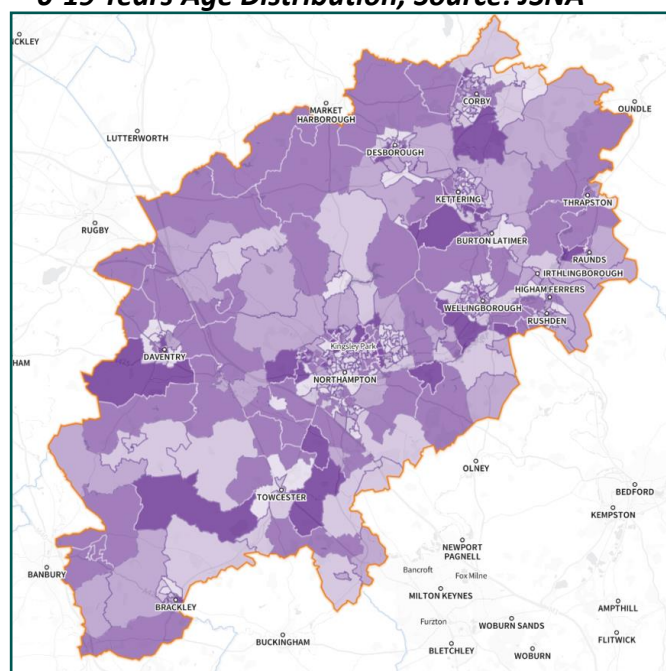 0-19 Years Age Distribution, Source: JSNA
OUNDLE
CORBY
MARKET
HARBOROUGH
LUTTERWORTH
DESBOROUGH
KETTERING
THRAPSTON
RUGBY
BURTON LATIMER
RAUNDS
IRTHLINGBOROUGH
HIGHAM FERRERS
WELLINGBOROUGH
RUSHDEN
Kingsley Park
DAVENTRY
NORTHAMPTON
OLNEY
BEDFORD
TOWCESTER
KEMPSTON
NEWPORT
PAGNELL
BANBURY
Bancroft
Fox Milne
MILTON KEYNES
BRACKLEY
AMPTHILL
Furzton
WOBURN SANDS
BUCKINGHAM
BLETCHLEY
FLITWICK
WOBURN